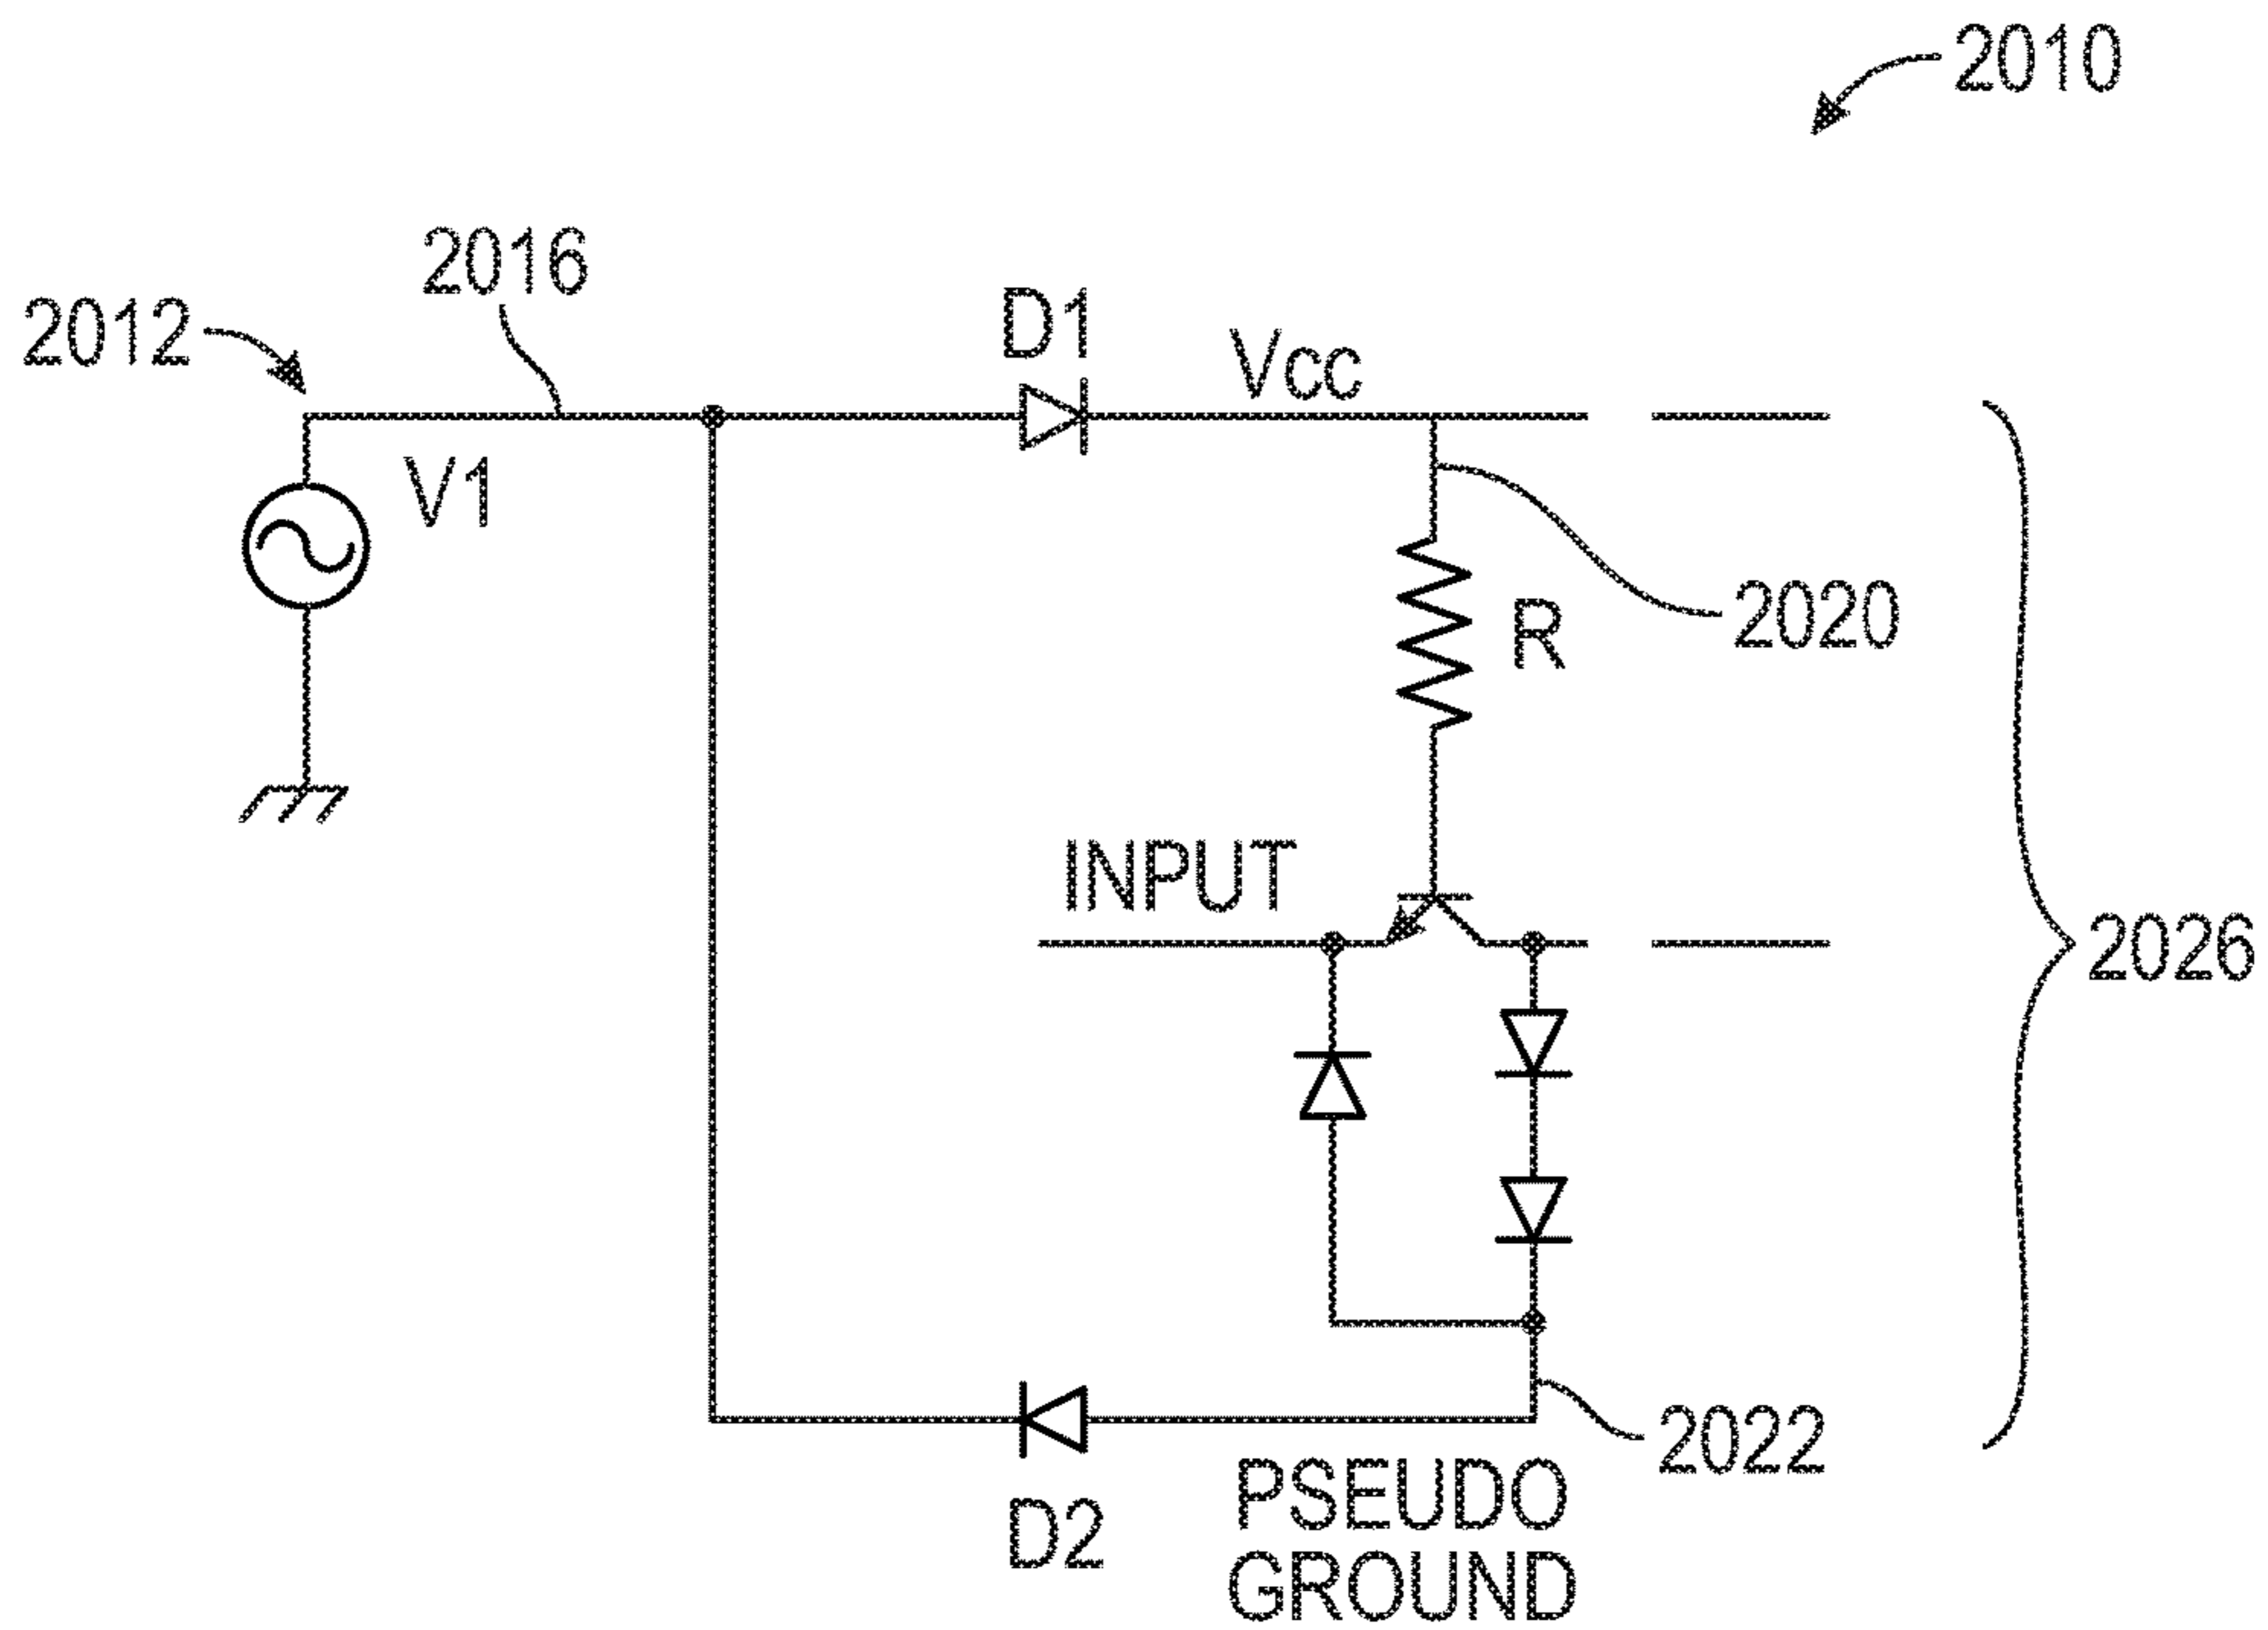 2010
2016
2012
D1
Vcc
V1
2020
R
INPUT
2026
2022
PSEUDO
GROUND
D2